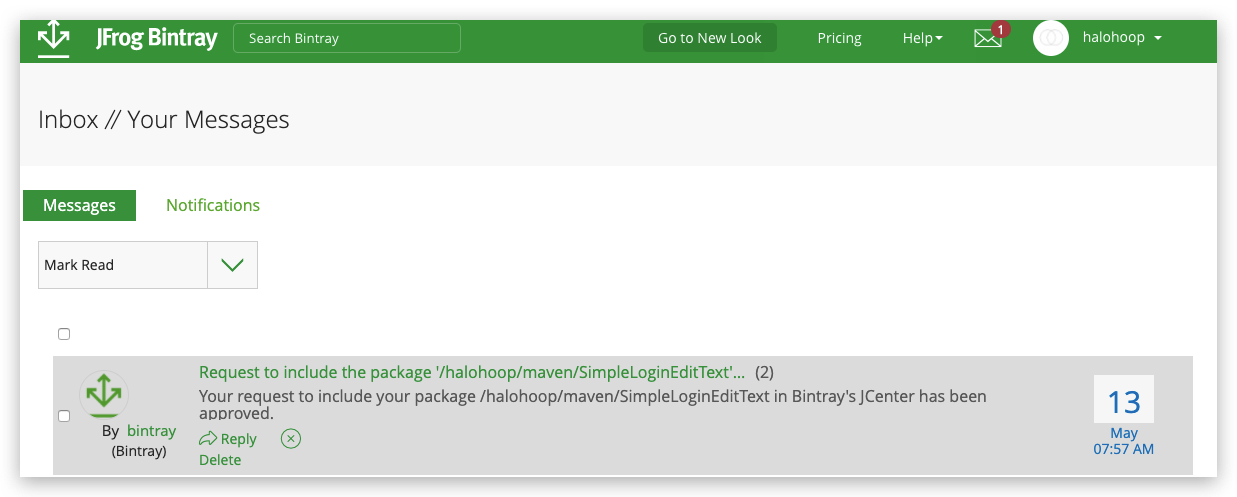 JFrog Bintray
Search Bintray
Go to New Look
Pricing
Help
1
halohoop
Inbox // Your Messages
Messages
Notifications
Mark Read
Request to include the package '/halohoop/maven/SimpleLoginEditText'... (2)
Your request to include your package /halohoop/maven/SimpleLoginEditText in Bintray's JCenter has been
approved.
By bintray
(Bintray)
Reply
Delete
13
May
07:57 AM